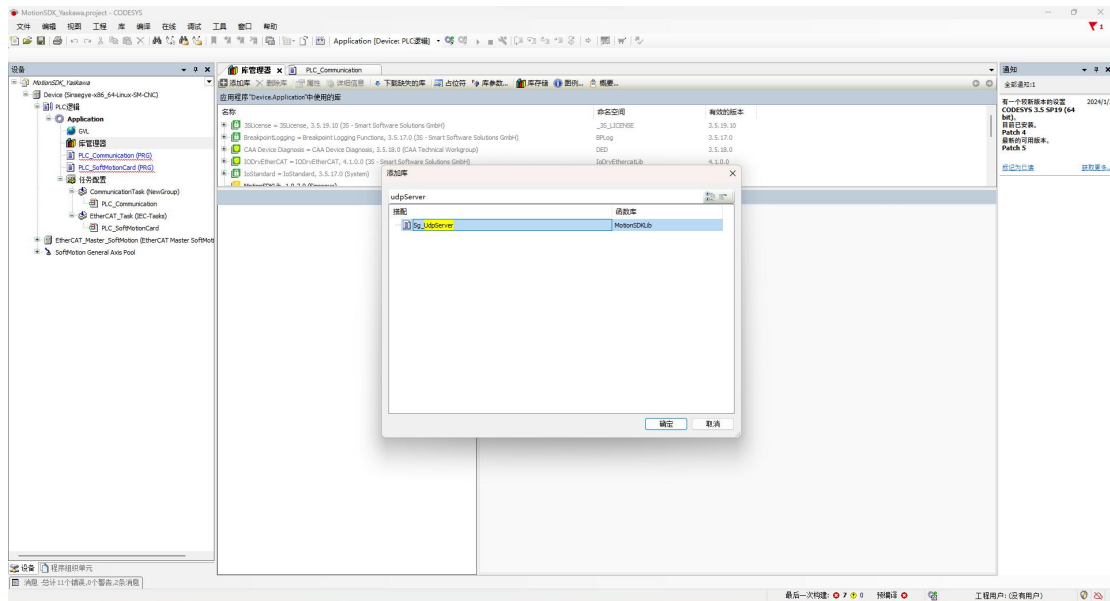 MotionSDK_Yaskawa.project - CODESYS
文件 编辑 视图 工程 库 编译 在线 调试 工具 窗口 帮助
Application [Device: PLC逻辑]
设备
MotionSDK_Yaskawa
Device (Sinsegye-x86_64-Linux-SM-CNC)
PLC逻辑
Application
GVL
库管理器
PLC_Communication (PRG)
PLC_SoftMotionCard (PRG)
任务配置
CommunicationTask (NewGroup)
PLC_Communication
EtherCAT_Task (IEC-Tasks)
PLC_SoftMotionCard
EtherCAT_Master_SoftMotion (EtherCAT Master SoftMoti
SoftMotion General Axis Pool
设备 程序组织单元
库管理器 PLC_Communication
添加库 删除库 属性 详细信息 下载缺失的库 占位符 库参数... 库存储 图例... 概要...
应用程序"Device.Application"中使用的库
名称 命名空间 有效的版本
3SLicense = 3SLicense, 3.5.19.10 (3S - Smart Software Solutions GmbH) _3S_LICENSE 3.5.19.10
BreakpointLogging = Breakpoint Logging Functions, 3.5.17.0 (3S - Smart Software Solutions GmbH) BPLog 3.5.17.0
CAA Device Diagnosis = CAA Device Diagnosis, 3.5.18.0 (CAA Technical Workgroup) DED 3.5.18.0
IODrvEtherCAT = IODrvEtherCAT, 4.1.0.0 (3S - Smart Software Solutions GmbH) IoDrvEthercatLib 4.1.0.0
IoStandard = IoStandard, 3.5.17.0 (System) IoStandard 3.5.17.0
添加库
udpServer
搭配 函数库
Sg_UdpServer MotionSDKLib
确定 取消
通知
全部通知:1
有一个较新版本的设置 2024/1/
CODESYS 3.5 SP19 (64
bit)。
目前已安装。
Patch 4
最新的可用版本。
Patch 5
标记为已读 获取更多..
消息 -总计11个错误,0个警告,2条消息
最后一次构建: 7 0 预编译 工程用户: (没有用户)